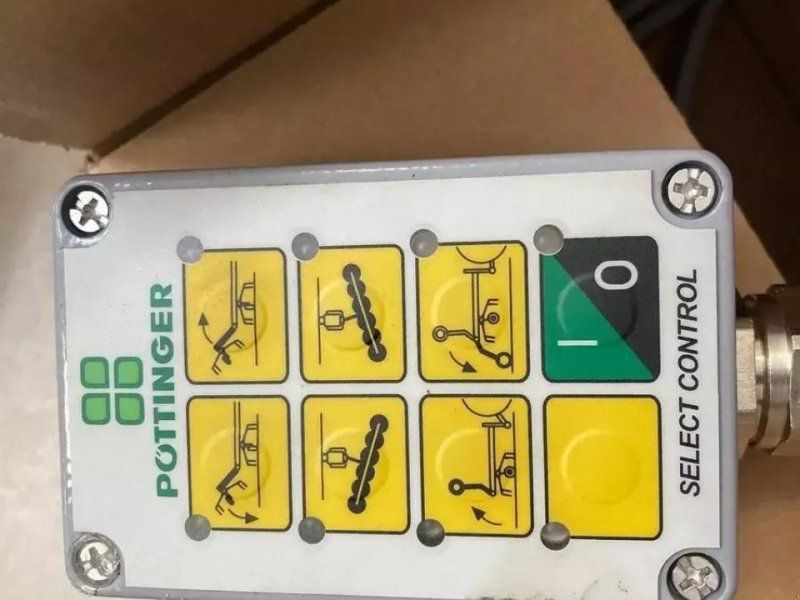 PÖTTINGER
I
O
SELECT CONTROL